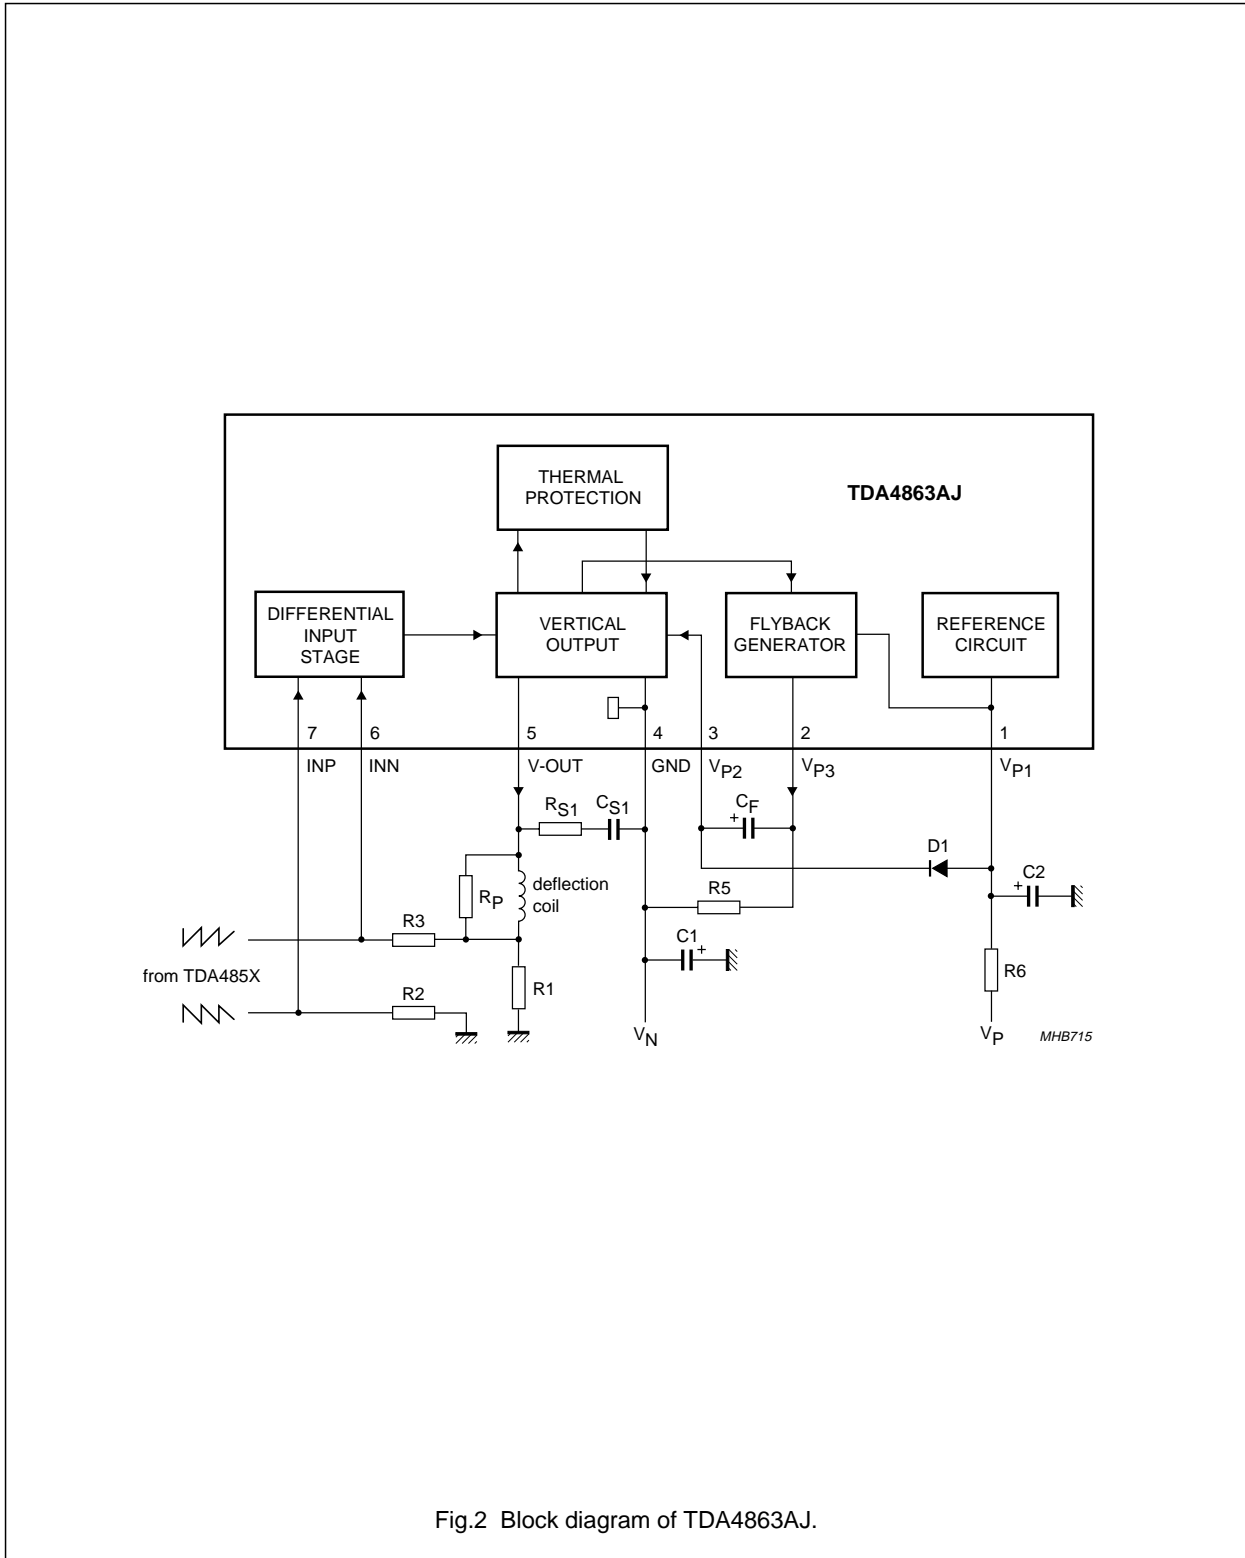 THERMAL
PROTECTION
TDA4863AJ
DIFFERENTIAL
INPUT
STAGE
VERTICAL
OUTPUT
FLYBACK
GENERATOR
REFERENCE
CIRCUIT
7 6 5 4 3 2 1
INP INN V-OUT GND VP2 VP3 VP1
RS1 CS1 CF
D1
deflection
coil
RP
R5
C2
R3
C1
from TDA485X
R1
R6
R2
VN
VP
MHB715
+
+
+
Fig.2 Block diagram of TDA4863AJ.